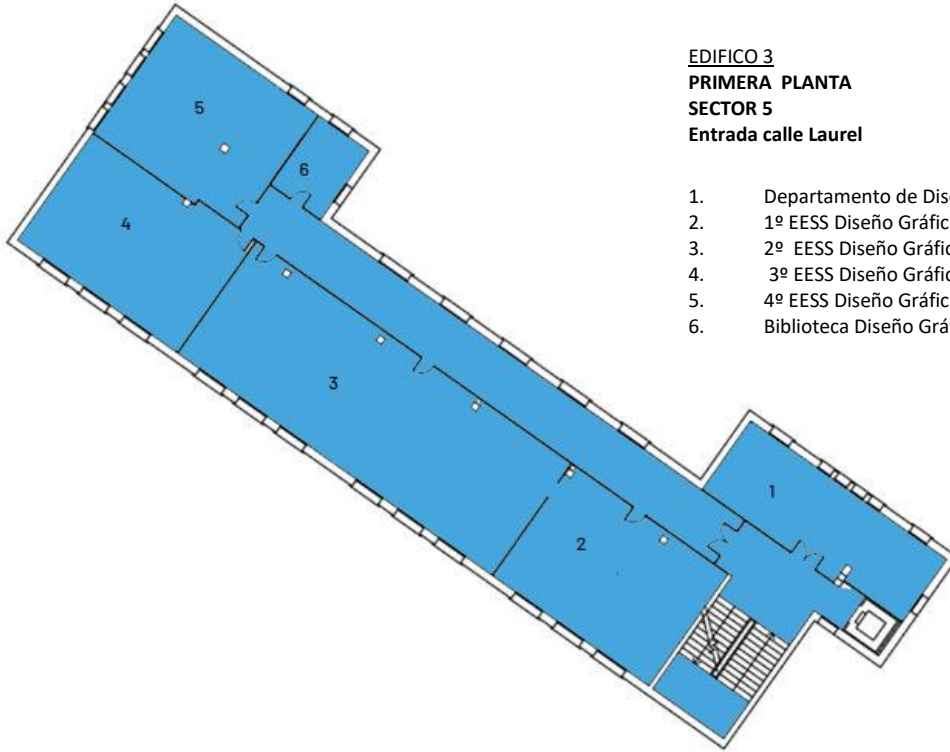 EDIFICO 3
PRIMERA PLANTA
SECTOR 5
Entrada calle Laurel
1. Departamento de
2. 1º EESS Diseño
3. 2º EESS Diseño
4. 3º EESS Diseño
5. 4º EESS Diseño
6. Biblioteca Diseño
5
6
4
3
1
2